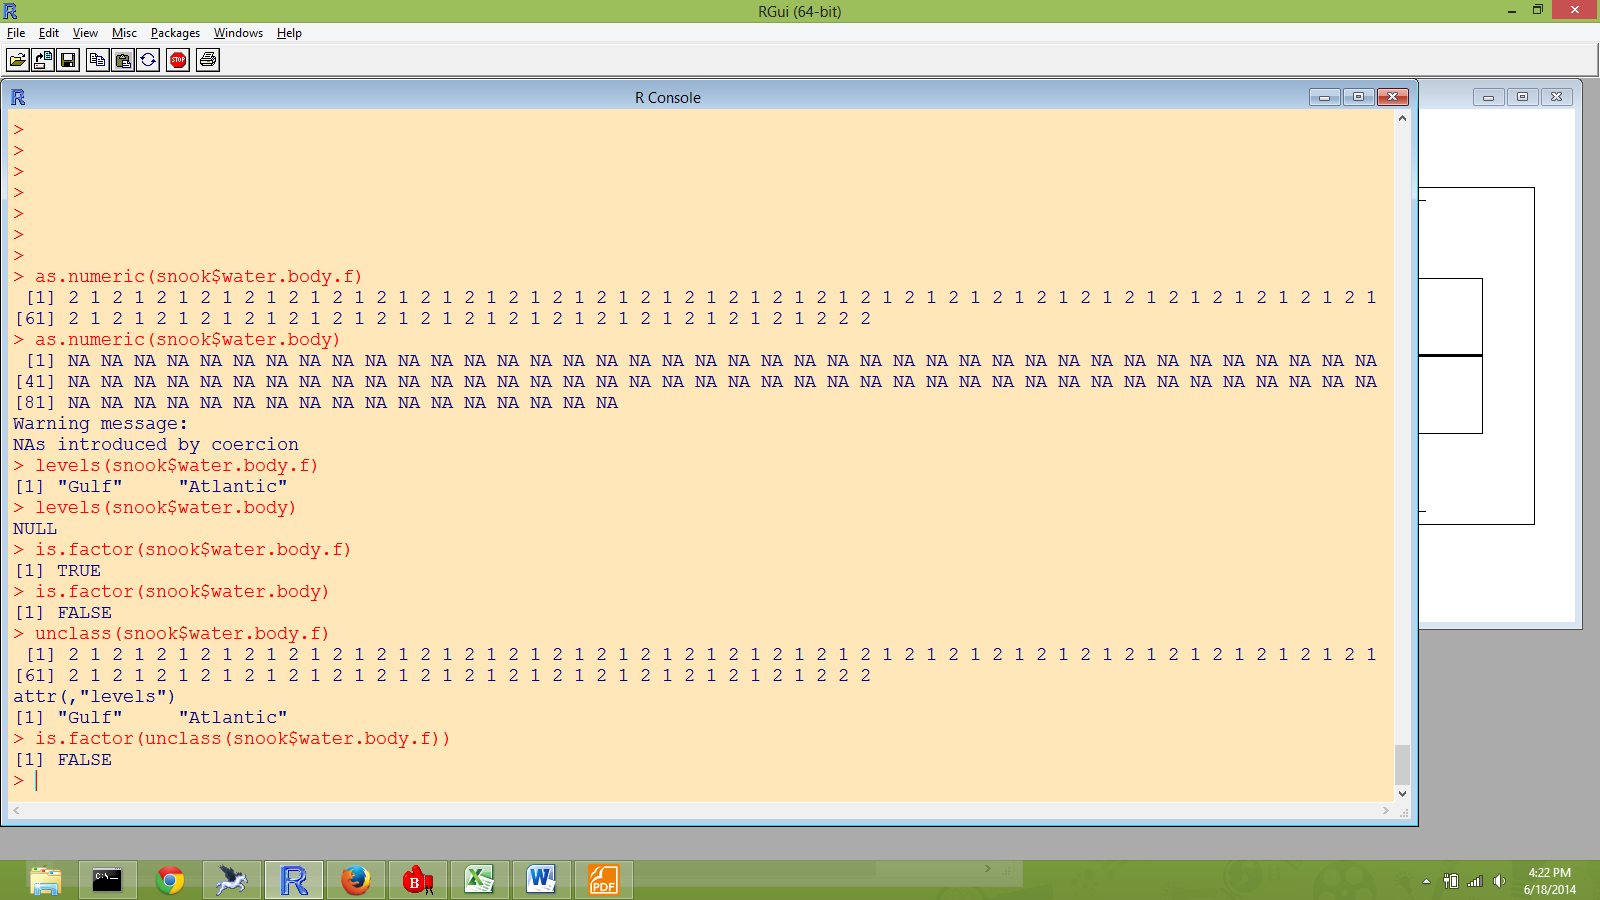 RGui (64-bit)
File Edit View Misc Packages Windows Help
STOP
R Console
>
>
>
>
>
>
>
> as.numeric(snook$water.body.f)
[1] 2 1 2 1 2 1 2 1 2 1 2 1 2 1 2 1 2 1 2 1 2 1 2 1 2 1 2 1 2 1 2 1 2 1 2 1 2 1 2 1 2 1 2 1 2 1 2 1 2 1 2 1 2 1 2 1 2 1 2 1
[61] 2 1 2 1 2 1 2 1 2 1 2 1 2 1 2 1 2 1 2 1 2 1 2 1 2 1 2 1 2 1 2 1 2 1 2 2 2
> as.numeric(snook$water.body)
[1] NA NA NA NA NA NA NA NA NA NA NA NA NA NA NA NA NA NA NA NA NA NA NA NA NA NA NA NA NA NA NA NA NA NA NA NA NA NA NA NA
[41] NA NA NA NA NA NA NA NA NA NA NA NA NA NA NA NA NA NA NA NA NA NA NA NA NA NA NA NA NA NA NA NA NA NA NA NA NA NA NA NA
[81] NA NA NA NA NA NA NA NA NA NA NA NA NA NA NA NA NA
Warning message:
NAs introduced by coercion
> levels(snook$water.body.f)
[1] "Gulf"     "Atlantic"
> levels(snook$water.body)
NULL
> is.factor(snook$water.body.f)
[1] TRUE
> is.factor(snook$water.body)
[1] FALSE
> unclass(snook$water.body.f)
[1] 2 1 2 1 2 1 2 1 2 1 2 1 2 1 2 1 2 1 2 1 2 1 2 1 2 1 2 1 2 1 2 1 2 1 2 1 2 1 2 1 2 1 2 1 2 1 2 1 2 1 2 1 2 1 2 1 2 1 2 1
[61] 2 1 2 1 2 1 2 1 2 1 2 1 2 1 2 1 2 1 2 1 2 1 2 1 2 1 2 1 2 1 2 1 2 1 2 2 2
attr(,"levels")
[1] "Gulf"     "Atlantic"
> is.factor(unclass(snook$water.body.f))
[1] FALSE
>
C:\._
PDF
4:22 PM
6/18/2014